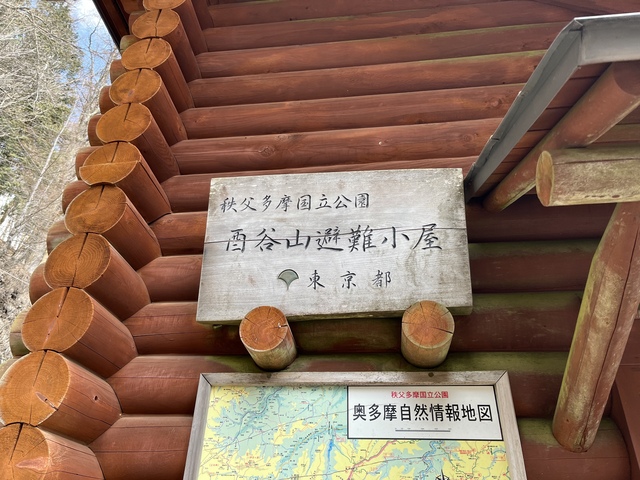 秩父多摩国立公園
酉谷山避難小屋
東京都
秩父多摩国立公園
奥多摩自然情報地図